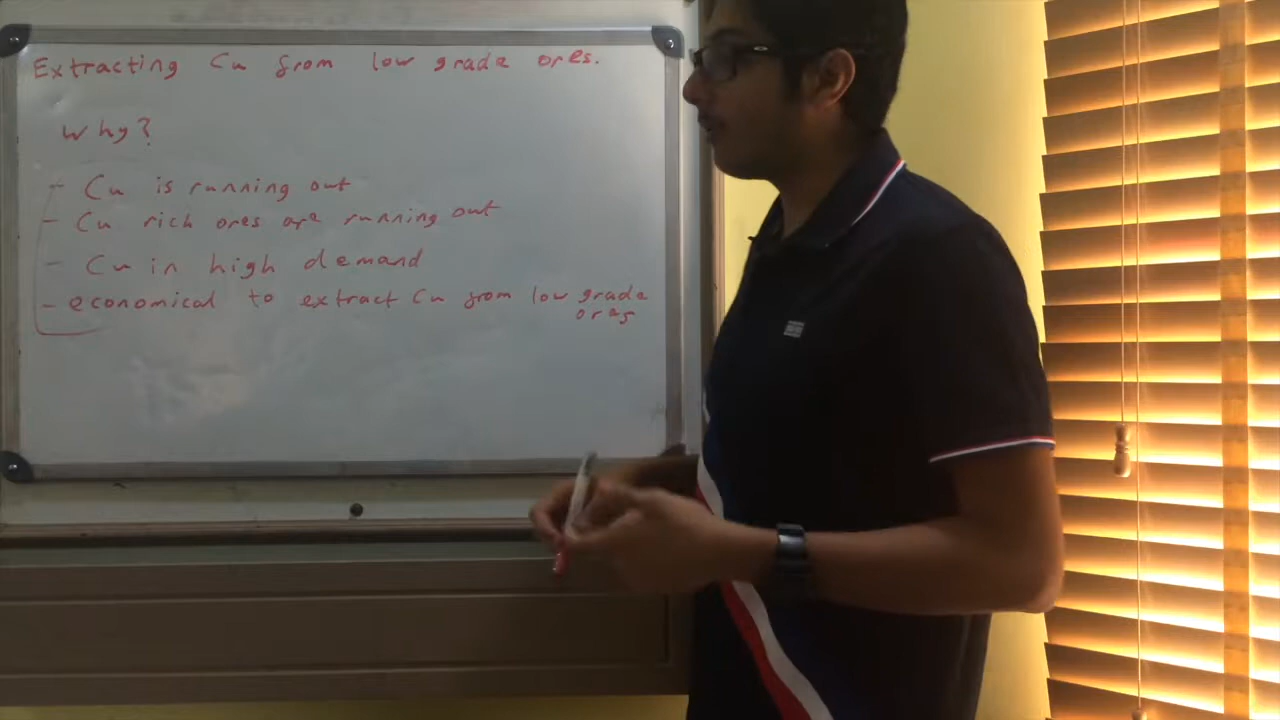 Extracting Cu from low grade ores.
Why?
- Cu is running out
- Cu rich ores are running out
- Cu in high demand
- economical to extract Cu from low grade
ores